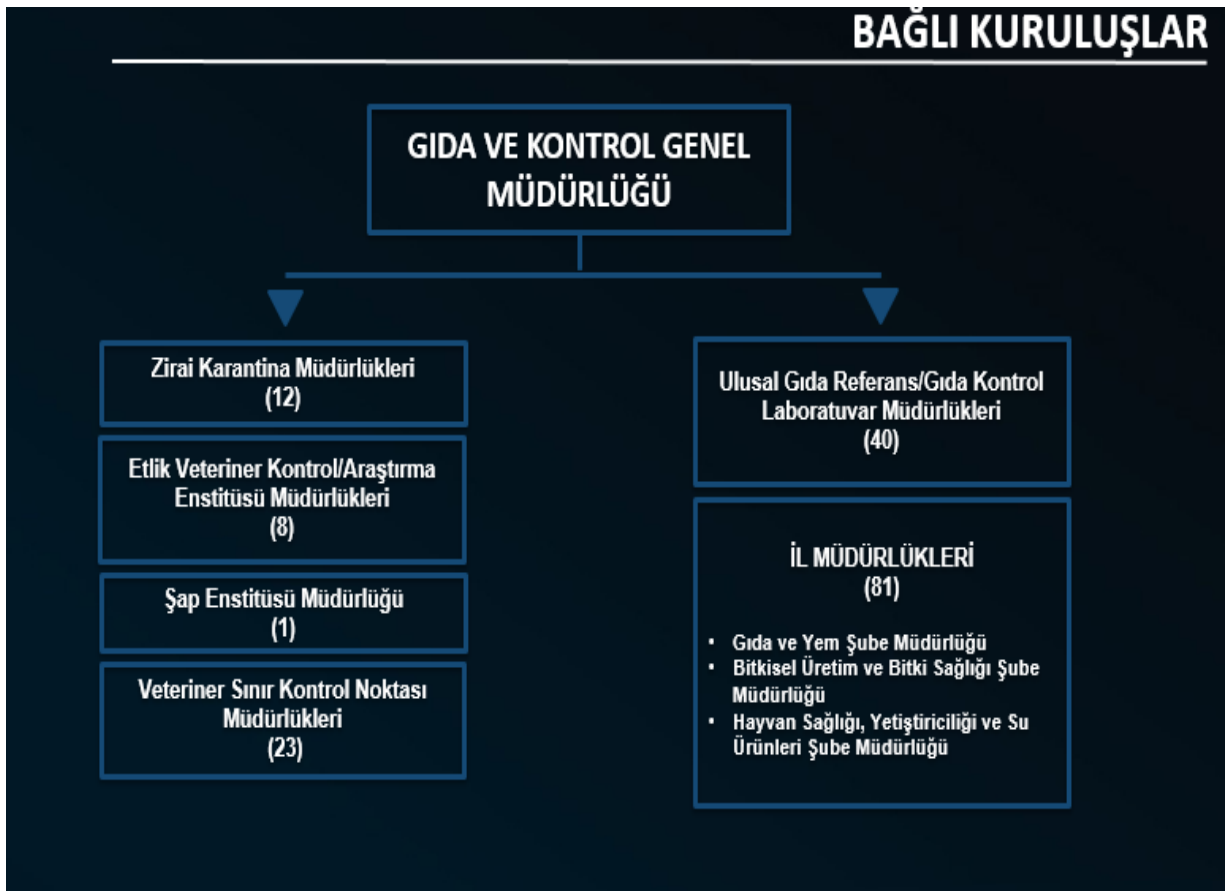 BAĞLI KURULUŞLAR
GIDA VE KONTROL GENEL
MÜDÜRLÜĞÜ
Zirai Karantina Müdürlükleri
(12)
Etlik Veteriner Kontrol/Araştırma
Enstitüsü Müdürlükleri
(8)
Şap Enstitüsü Müdürlüğü
(1)
Veteriner Sınır Kontrol Noktası
Müdürlükleri
(23)
Ulusal Gıda Referans/Gıda Kontrol
Laboratuvar Müdürlükleri
(40)
İL MÜDÜRLÜKLERİ
(81)
• Gıda ve Yem Şube Müdürlüğü
• Bitkisel Üretim ve Bitki Sağlığı Şube
Müdürlüğü
• Hayvan Sağlığı, Yetiştiriciliği ve Su
Ürünleri Şube Müdürlüğü